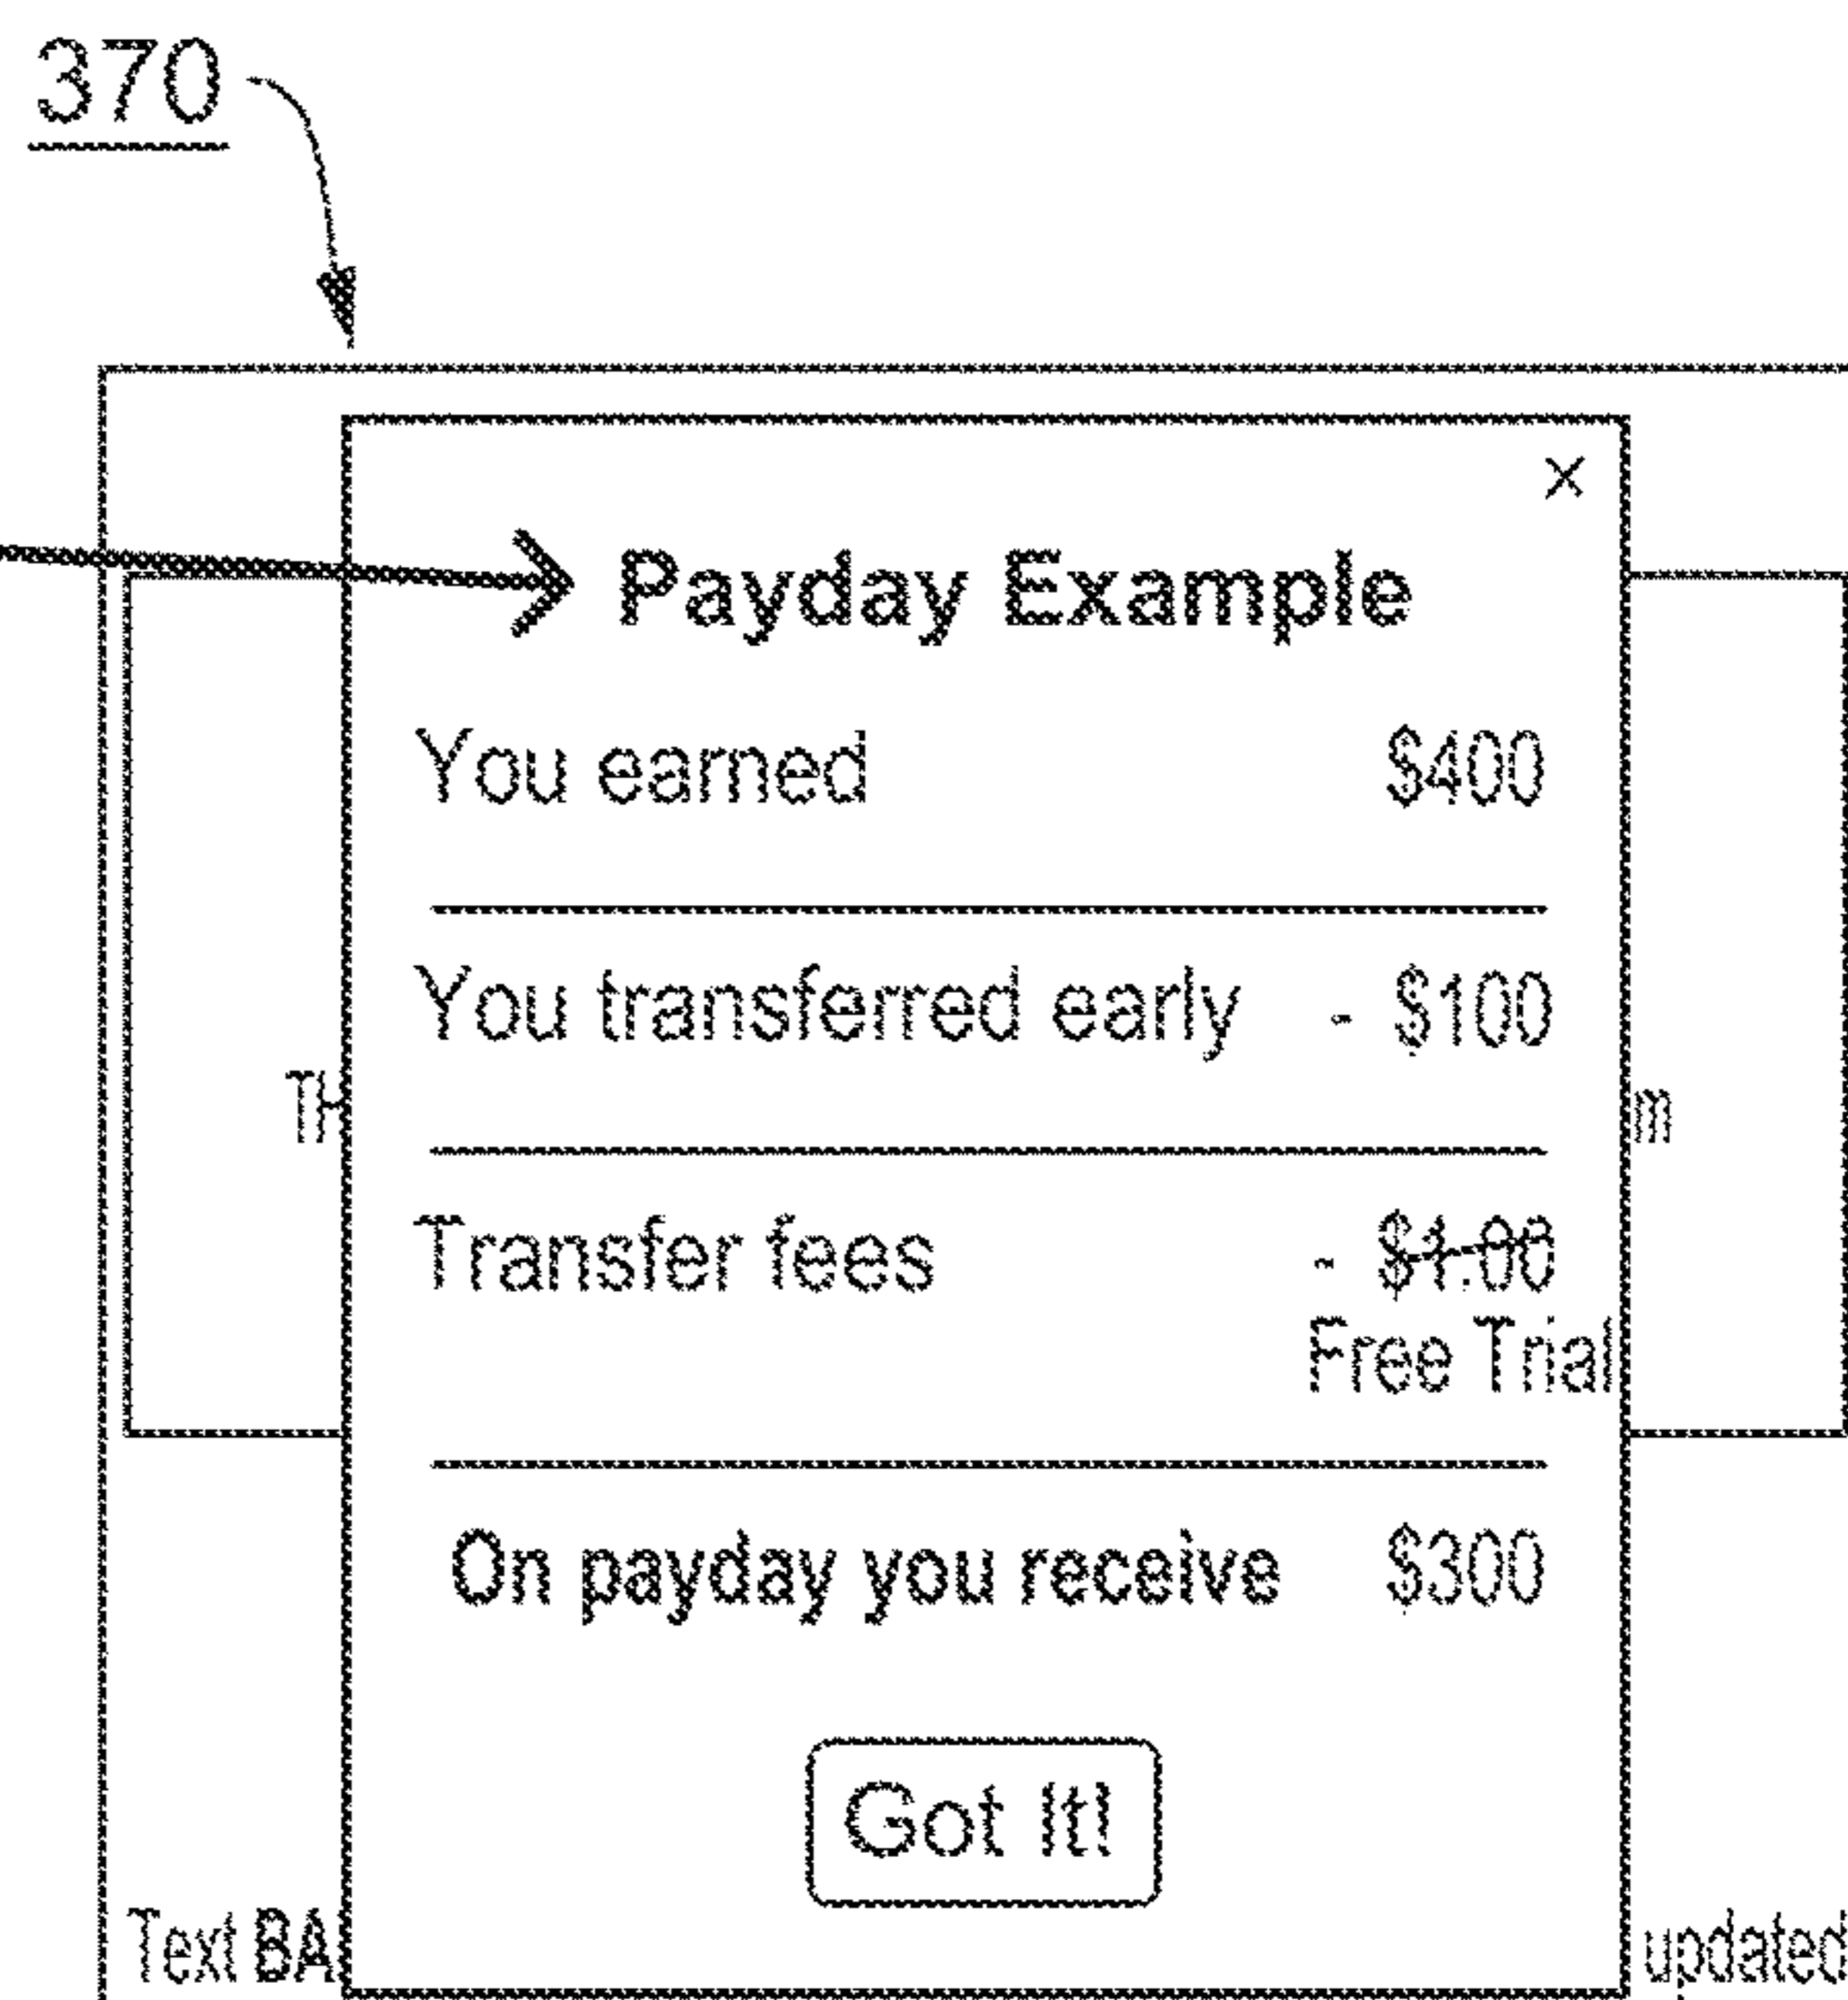 370
×
Payday Example
You earned $400
You transferred early - $100
TH m
Transfer fees - $1.00
Free Trial
On payday you receive $300
Got It!
Text BA updated